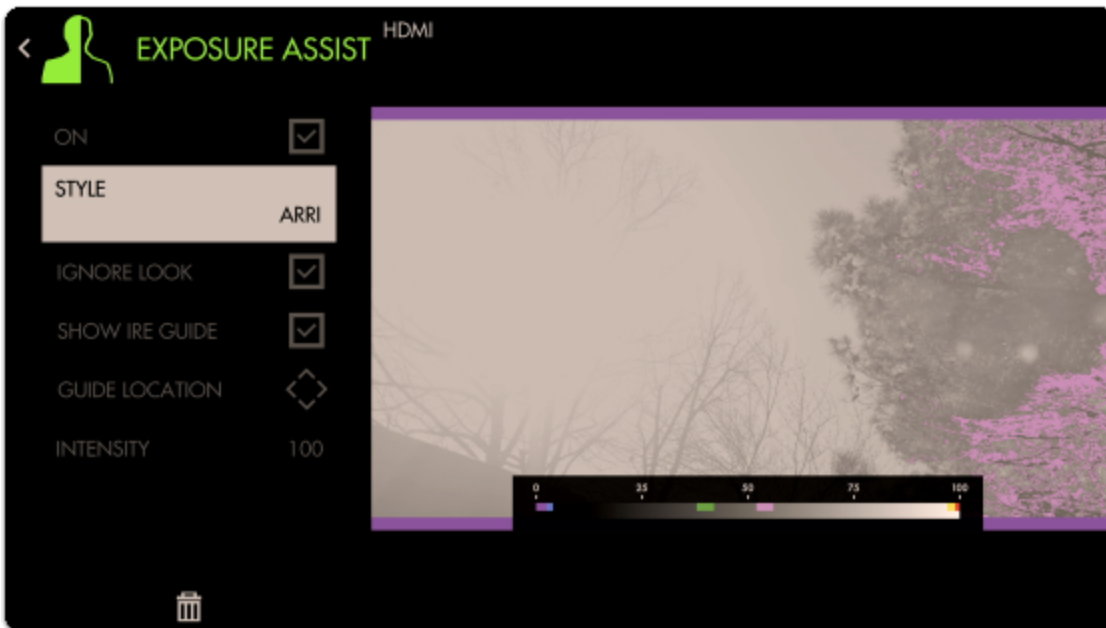 HDMI
EXPOSURE ASSIST
ON
STYLE
ARRI
IGNORE LOOK
SHOW IRE GUIDE
GUIDE LOCATION
INTENSITY 100
0 25 50 75 100